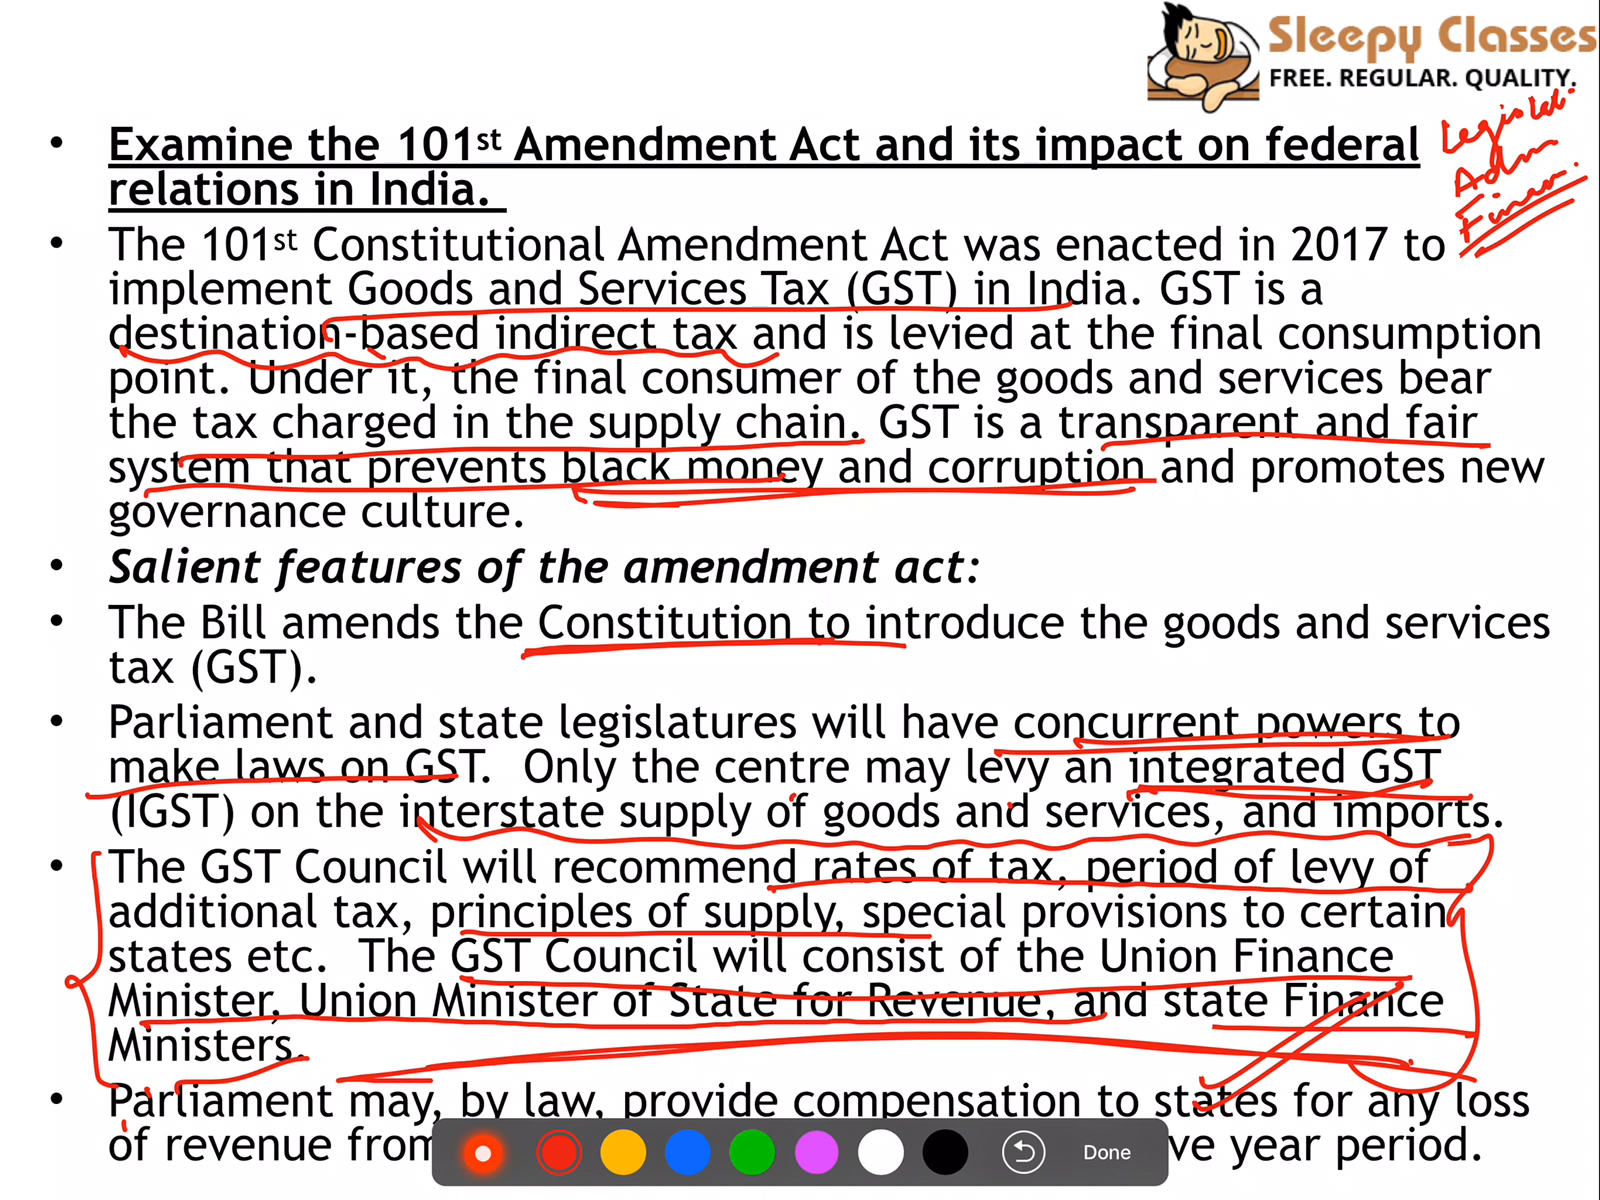 Sleepy Classes
FREE. REGULAR. QUALITY.
Legislat.
Adm
Finan.
• Examine the 101st Amendment Act and its impact on federal
relations in India.
• The 101st Constitutional Amendment Act was enacted in 2017 to
implement Goods and Services Tax (GST) in India. GST is a
destination-based indirect tax and is levied at the final consumption
point. Under it, the final consumer of the goods and services bear
the tax charged in the supply chain. GST is a transparent and fair
system that prevents black money and corruption and promotes new
governance culture.
• Salient features of the amendment act:
• The Bill amends the Constitution to introduce the goods and services
tax (GST).
• Parliament and state legislatures will have concurrent powers to
make laws on GST. Only the centre may levy an integrated GST
(IGST) on the interstate supply of goods and services, and imports.
• The GST Council will recommend rates of tax, period of levy of
additional tax, principles of supply, special provisions to certain
states etc. The GST Council will consist of the Union Finance
Minister, Union Minister of State for Revenue, and state Finance
Ministers.
• Parliament may, by law, provide compensation to states for any loss
of revenue from ve year period.
Done